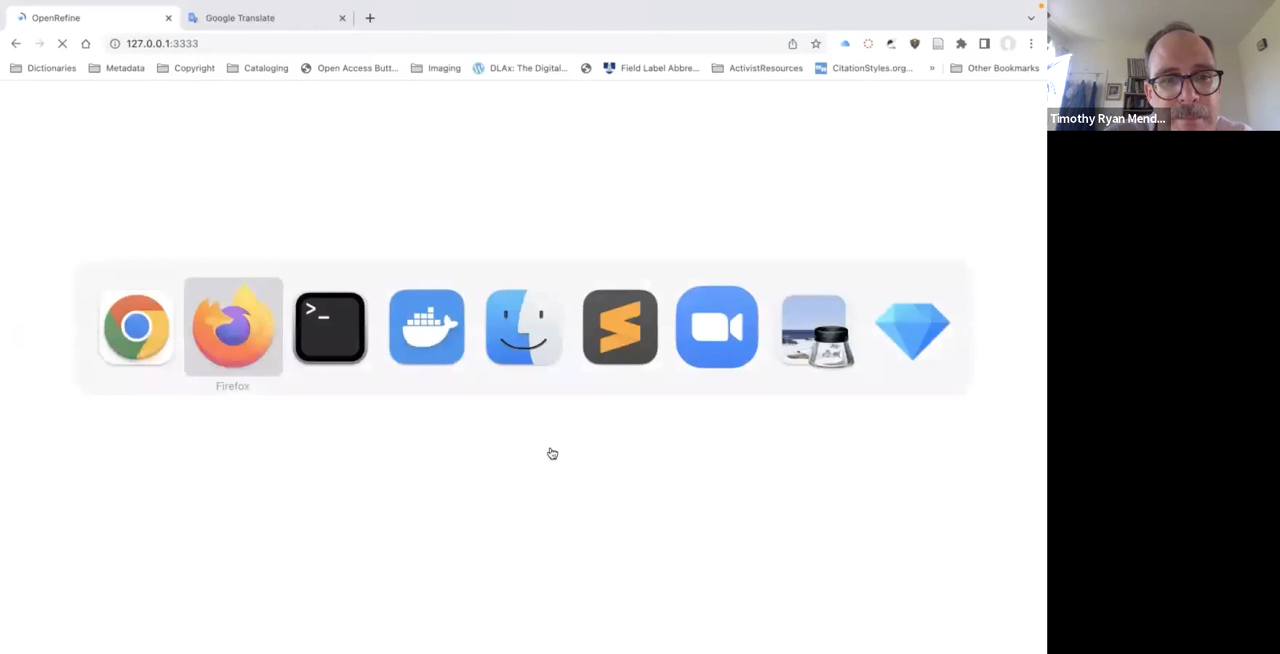 OpenRefine
Google Translate
127.0.0.1:3333
Dictionaries
Metadata
Copyright
Cataloging
Open Access Butt...
Imaging
DLAx: The Digital...
Field Label Abbre...
ActivistResources
CitationStyles.org...
»
Other Bookmarks
Timothy Ryan Mend...
>_
Firefox